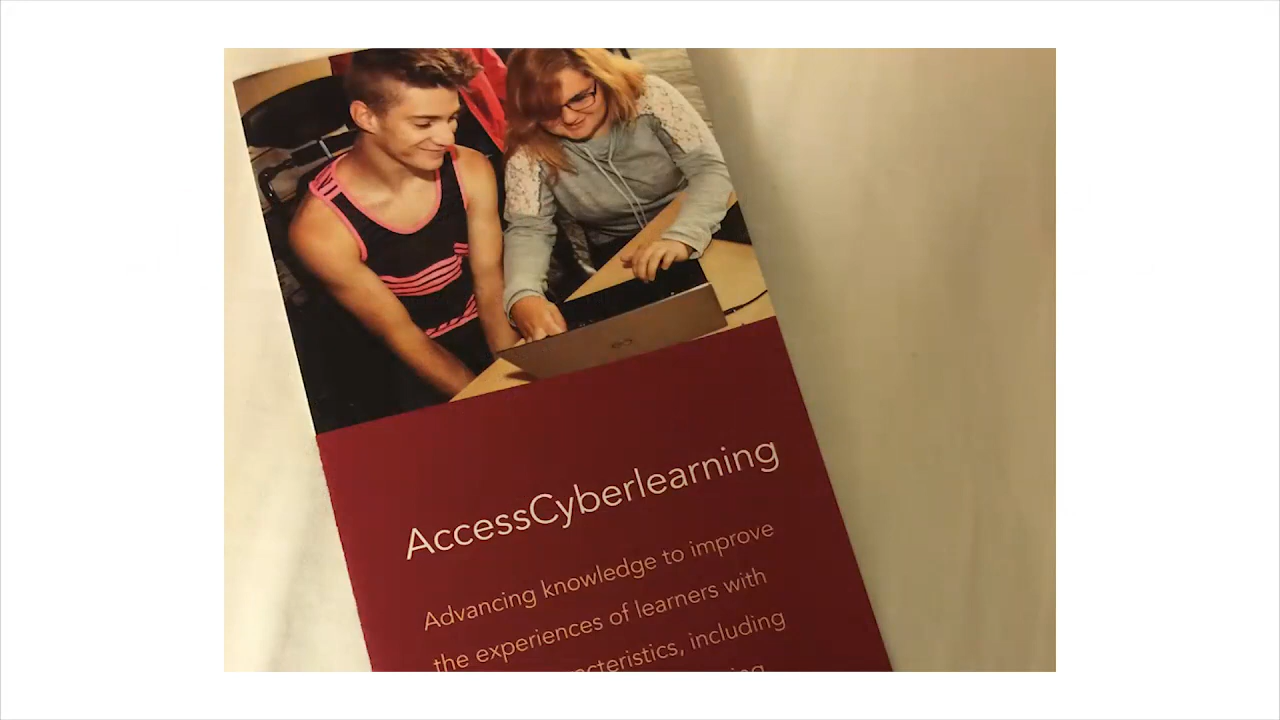 AccessCyberlearning
Advancing knowledge to improve
the experiences of learners with
including